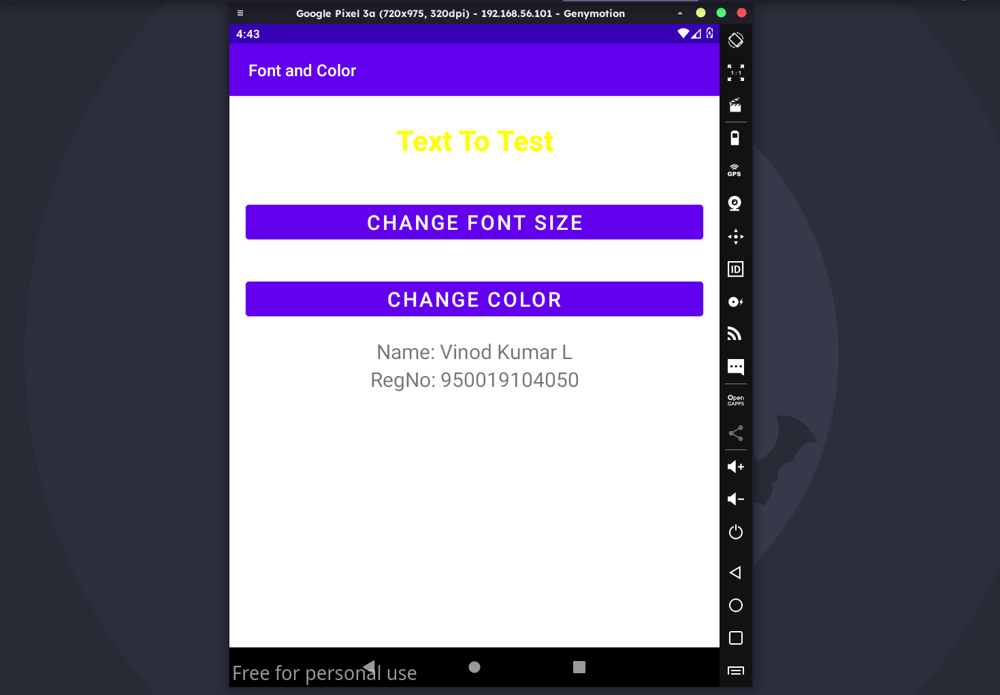 Google Pixel 3a (720x975, 320dpi) - 192.168.56.101 - Genymotion
4:43
Font and Color
Text To Test
CHANGE FONT SIZE
CHANGE COLOR
Name: Vinod Kumar L
RegNo: 950019104050
Free for personal use
1 : 1
GPS
ID
Open
GAPPS